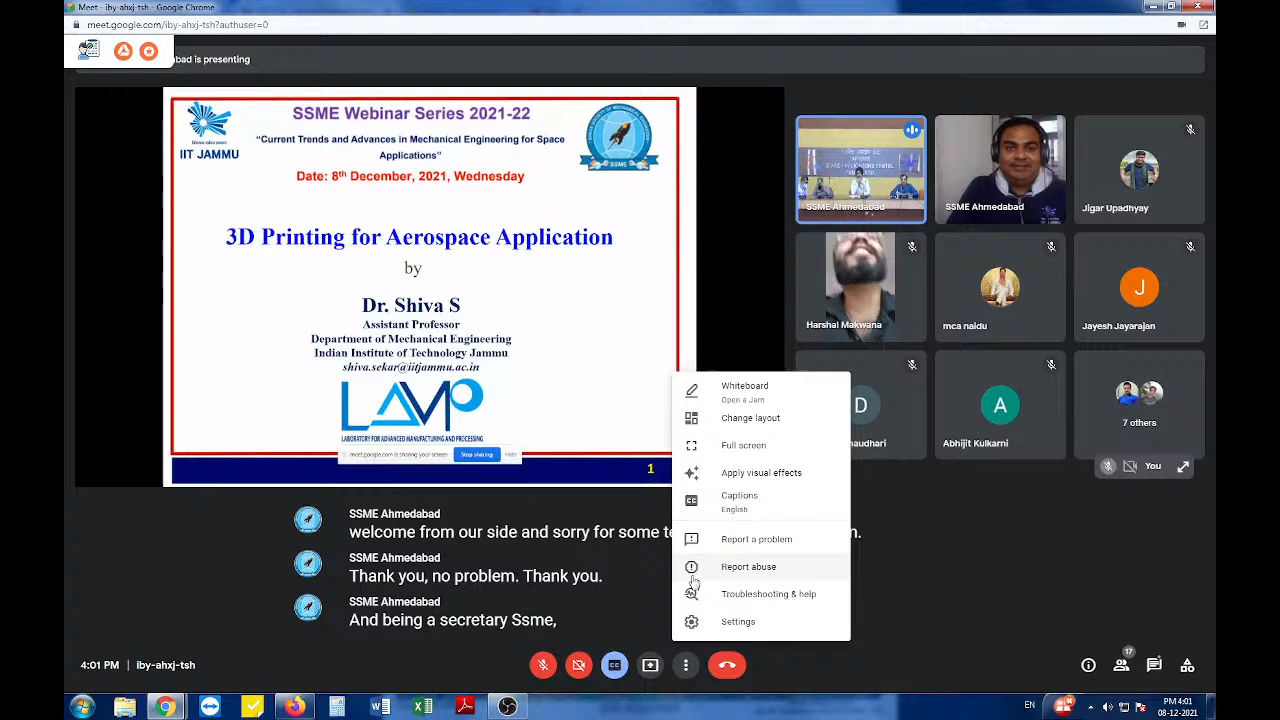 Meet - iby-ahxj-tsh - Google Chrome
meet.google.com/iby-ahxj-tsh?authuser=0
abad is presenting
IIT JAMMU
SSME Webinar Series 2021-22
“Current Trends and Advances in Mechanical Engineering for Space
Applications”
Date: 8th December, 2021, Wednesday
SSME
3D Printing for Aerospace Application
by
Dr. Shiva S
Assistant Professor
Department of Mechanical Engineering
Indian Institute of Technology Jammu
shiva.sekar@iitjammu.ac.in
LAMP
LABORATORY FOR ADVANCED MANUFACTURING AND PROCESSING
meet.google.com is sharing your screen
Stop sharing
Hide
1
SSME Ahmedabad
SSME Ahmedabad
Jigar Upadhyay
Harshal Makwana
mca naidu
J
Jayesh Jayarajan
D
haudhari
A
Abhijit Kulkarni
7 others
You
Whiteboard
Open a Jam
Change layout
Full screen
Apply visual effects
Captions
English
Report a problem
Report abuse
Troubleshooting & help
Settings
SSME Ahmedabad
welcome from our side and sorry for some
SSME Ahmedabad
Thank you, no problem. Thank you.
SSME Ahmedabad
And being a secretary Ssme,
4:01 PM | iby-ahxj-tsh
17
EN
PM 4:01
08-12-2021